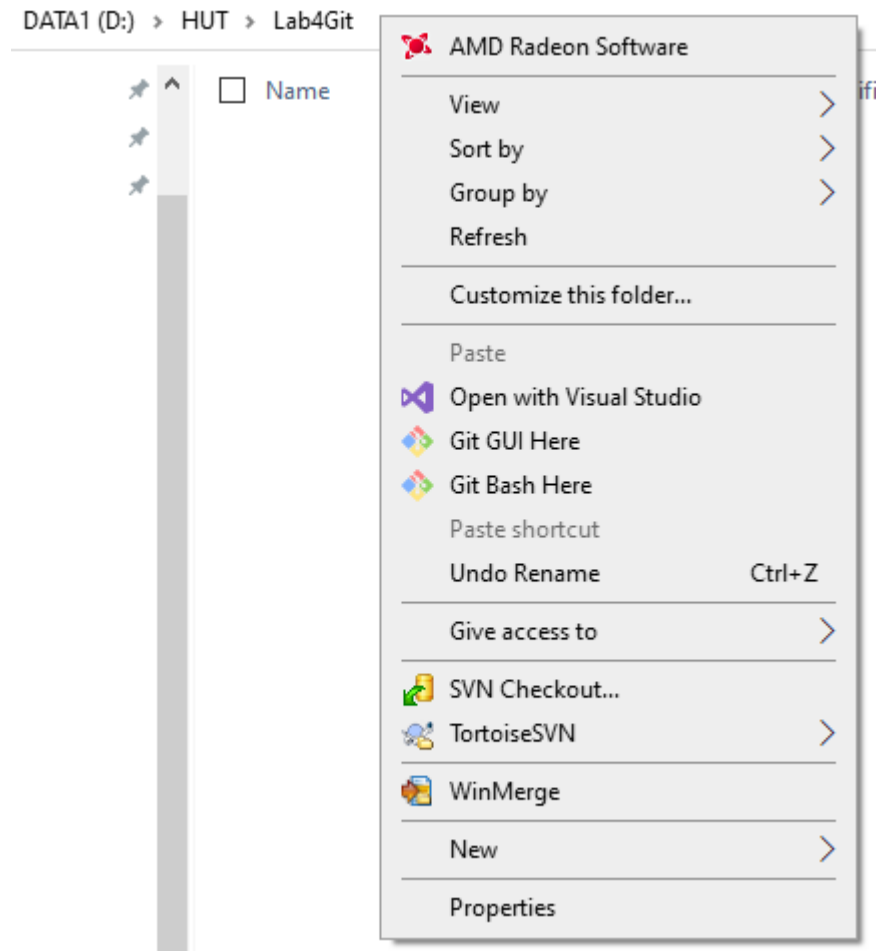 DATA1 (D:) > HUT > Lab4Git
Name
AMD Radeon Software
View
Sort by
Group by
Refresh
Customize this folder...
Paste
Open with Visual Studio
Git GUI Here
Git Bash Here
Paste shortcut
Undo Rename Ctrl+Z
Give access to
SVN Checkout...
TortoiseSVN
WinMerge
New
Properties